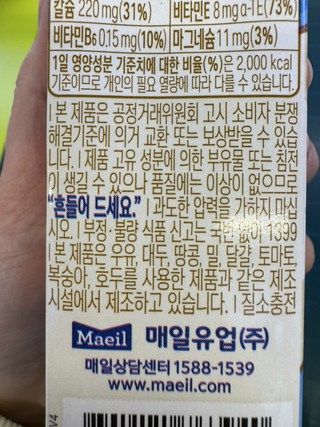 칼슘 220 mg(31%) | 비타민E 8 mg α-TE(73%)
비타민B6 0.15 mg(10%) | 마그네슘 11 mg(3%)
1일 영양성분 기준치에 대한 비율(%)은 2,000 kcal
기준이므로 개인의 필요 열량에 따라 다를 수 있습니다.
| 본 제품은 공정거래위원회 고시 소비자 분쟁
해결기준에 의거 교환 또는 보상받을 수 있습
니다. | 제품 고유 성분에 의한 부유물 또는 침전
이 생길 수 있으나 품질에는 이상이 없으므로
“흔들어 드세요.” | 과도한 압력을 가하지 마십
시오. | 부정·불량 식품 신고는 국번없이 1399
| 본 제품은 우유, 대두, 땅콩, 밀, 달걀, 토마토,
복숭아, 호두를 사용한 제품과 같은 제조
시설에서 제조하고 있습니다. | 질소충전
Maeil 매일유업(주)
매일상담센터 1588-1539
www.maeil.com
V4